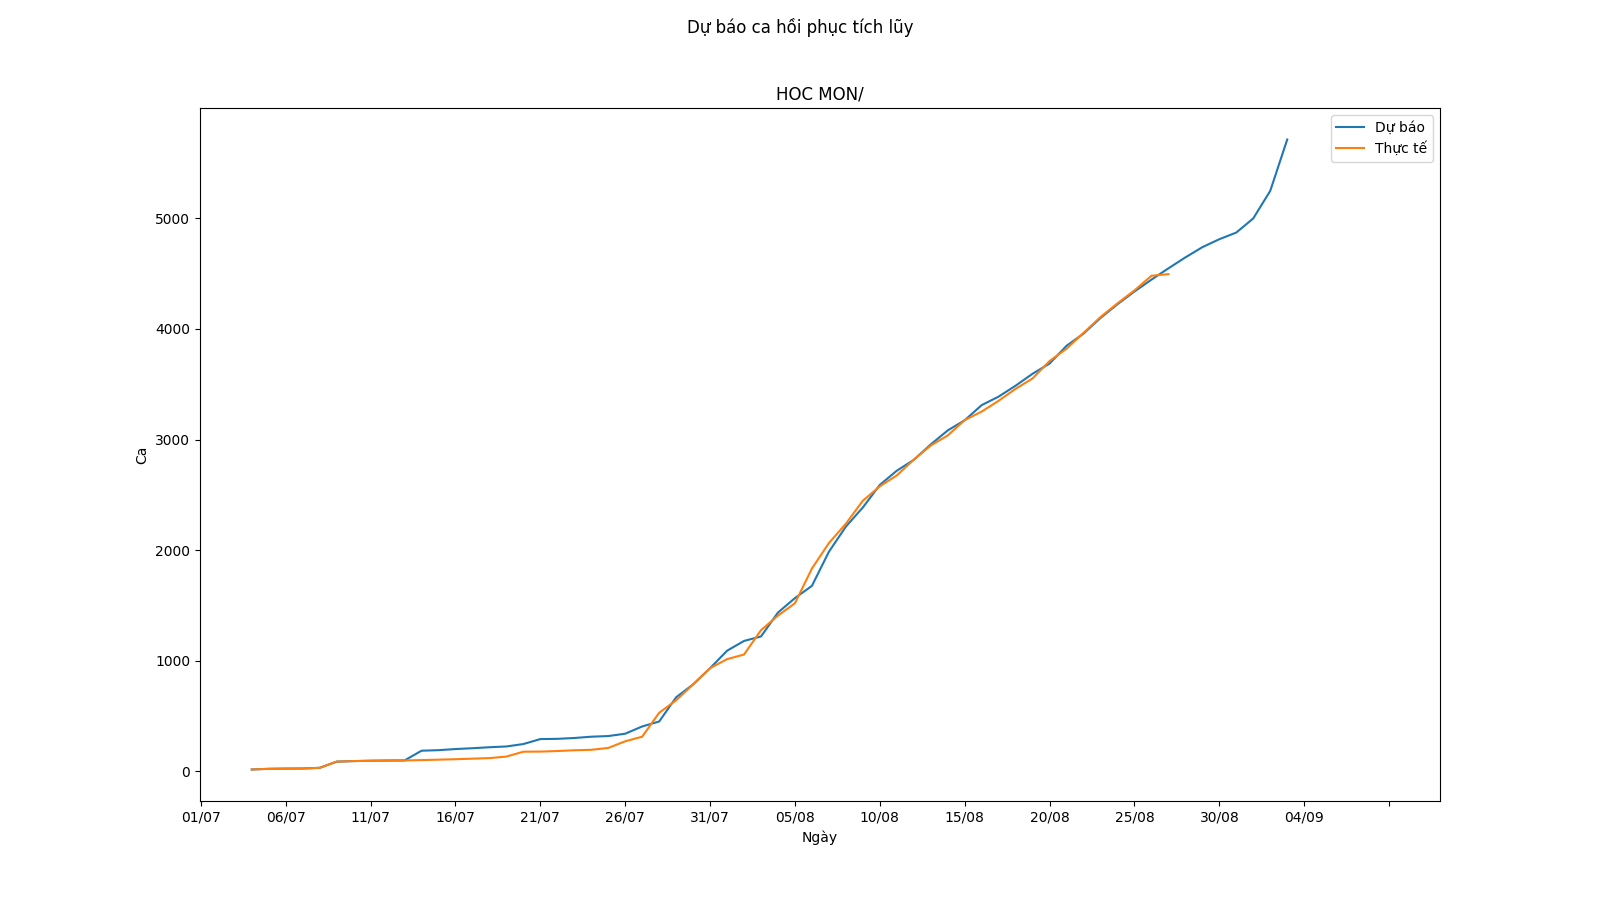 Dự báo ca hồi phục tích lũy
HOC MON/
Dự báo
Thực tế
5000
4000
3000
2000
1000
0
Ca
01/07 06/07 11/07 16/07 21/07 26/07 31/07 05/08 10/08 15/08 20/08 25/08 30/08 04/09
Ngày